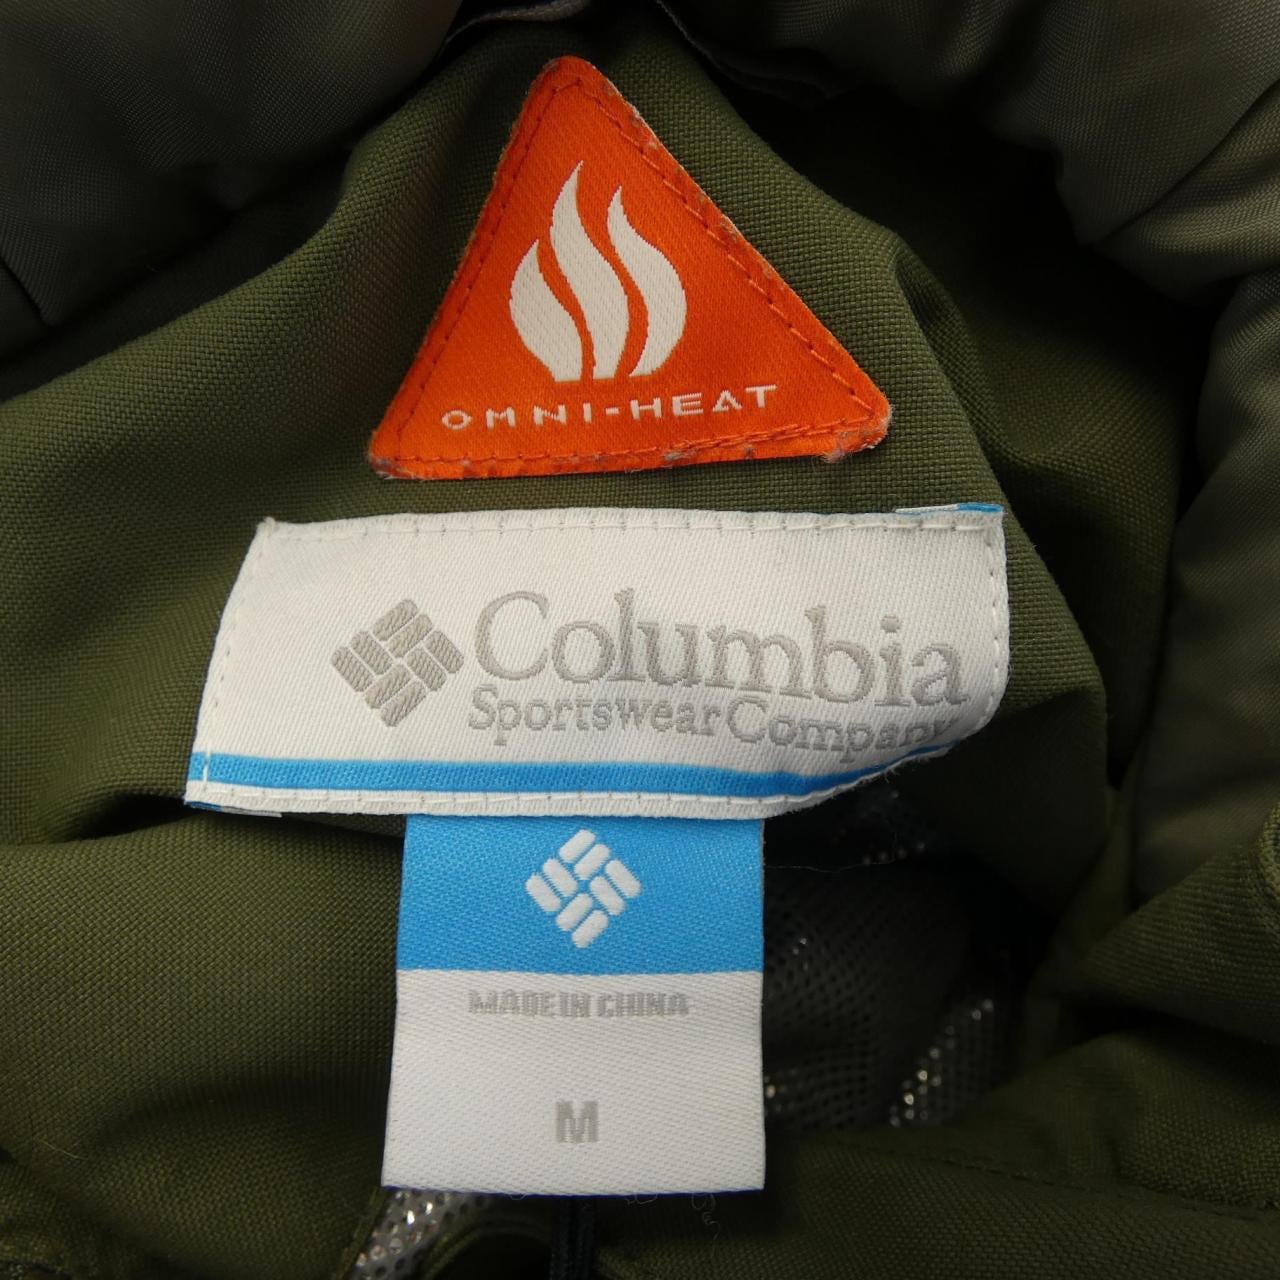 OMNI-HEAT
Columbia
Sportswear Company
MADE IN CHINA
M